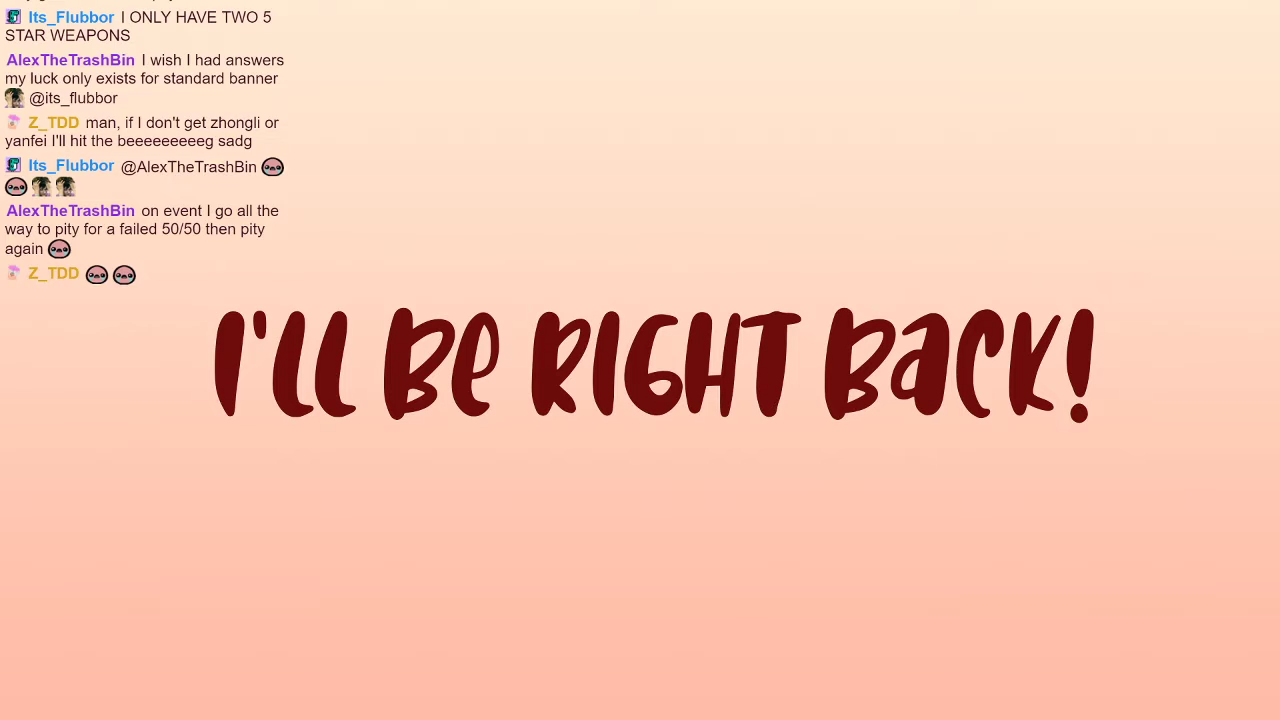 Its_Flubbor I ONLY HAVE TWO 5
STAR WEAPONS
AlexTheTrashBin I wish I had answers
my luck only exists for standard banner
@its_flubbor
Z_TDD man, if I don't get zhongli or
yanfei I'll hit the beeeeeeeeeg sadg
Its_Flubbor @AlexTheTrashBin
AlexTheTrashBin on event I go all the
way to pity for a failed 50/50 then pity
again
Z_TDD
I'LL BE RIGHT BACK!